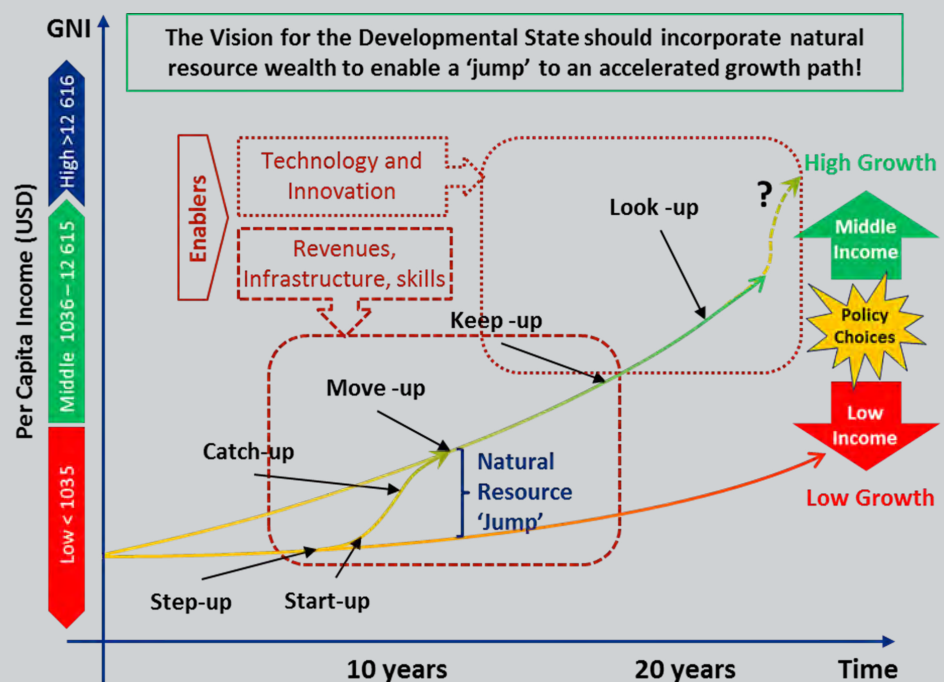 GNI
The Vision for the Developmental State should incorporate natural
resource wealth to enable a ‘jump’ to an accelerated growth path!
Per Capita Income (USD)
High >12 616
Middle 1036 – 12 615
Low < 1035
Enablers
Technology and
Innovation
Revenues,
Infrastructure, skills
Look -up
?
Keep -up
Move -up
Catch-up
Natural
Resource
‘Jump’
Step-up
Start-up
High Growth
Middle
Income
Policy
Choices
Low
Income
Low Growth
10 years
20 years
Time